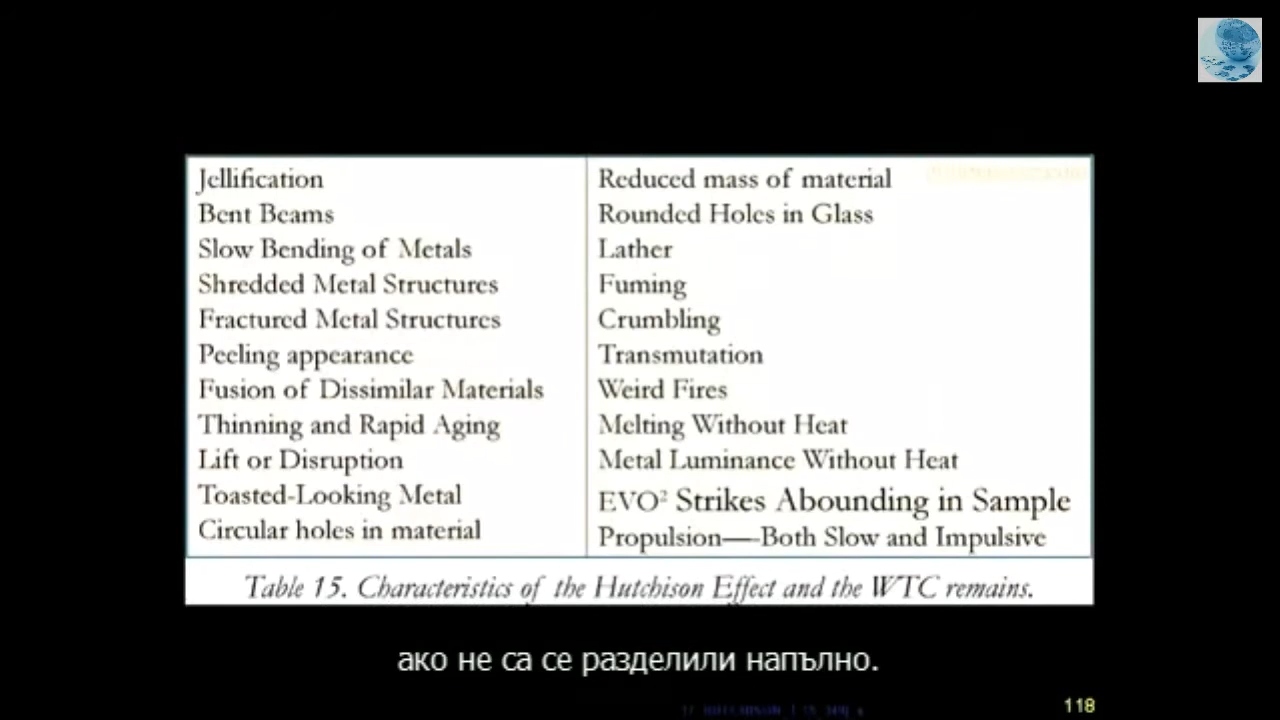 Jellification
Bent Beams
Slow Bending of Metals
Shredded Metal Structures
Fractured Metal Structures
Peeling appearance
Fusion of Dissimilar Materials
Thinning and Rapid Aging
Lift or Disruption
Toasted-Looking Metal
Circular holes in material
Reduced mass of material
Rounded Holes in Glass
Lather
Fuming
Crumbling
Transmutation
Weird Fires
Melting Without Heat
Metal Luminance Without Heat
EVO² Strikes Abounding in Sample
Propulsion—Both Slow and Impulsive
Table 15. Characteristics of the Hutchison Effect and the WTC remains.
ако не са се разделили напълно.
118